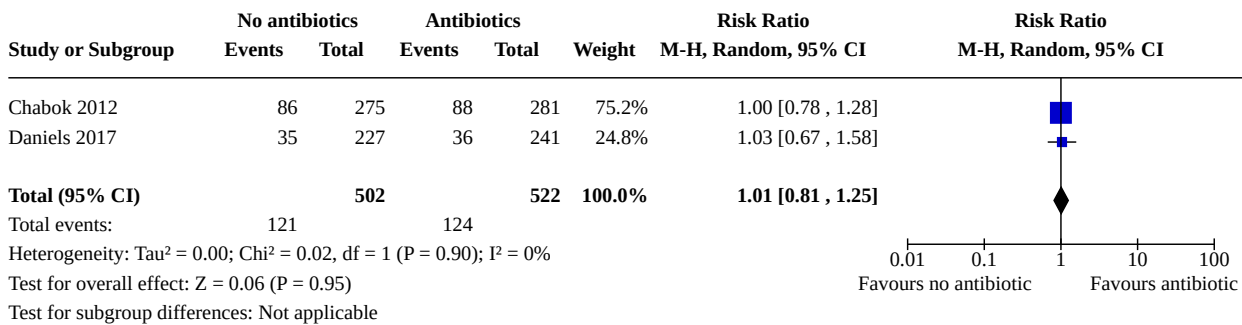 No antibiotics Antibiotics Risk Ratio Risk Ratio
Study or Subgroup Events Total Events Total Weight M-H, Random, 95% CI M-H, Random, 95% CI
Chabok 2012 86 275 88 281 75.2% 1.00 [0.78 , 1.28]
Daniels 2017 35 227 36 241 24.8% 1.03 [0.67 , 1.58]
Total (95% CI) 502 522 100.0% 1.01 [0.81 , 1.25]
Total events: 121 124
Heterogeneity: Tau² = 0.00; Chi² = 0.02, df = 1 (P = 0.90); I² = 0%
0.01 0.1 1 10 100
Test for overall effect: Z = 0.06 (P = 0.95) Favours no antibiotic Favours antibiotic
Test for subgroup differences: Not applicable